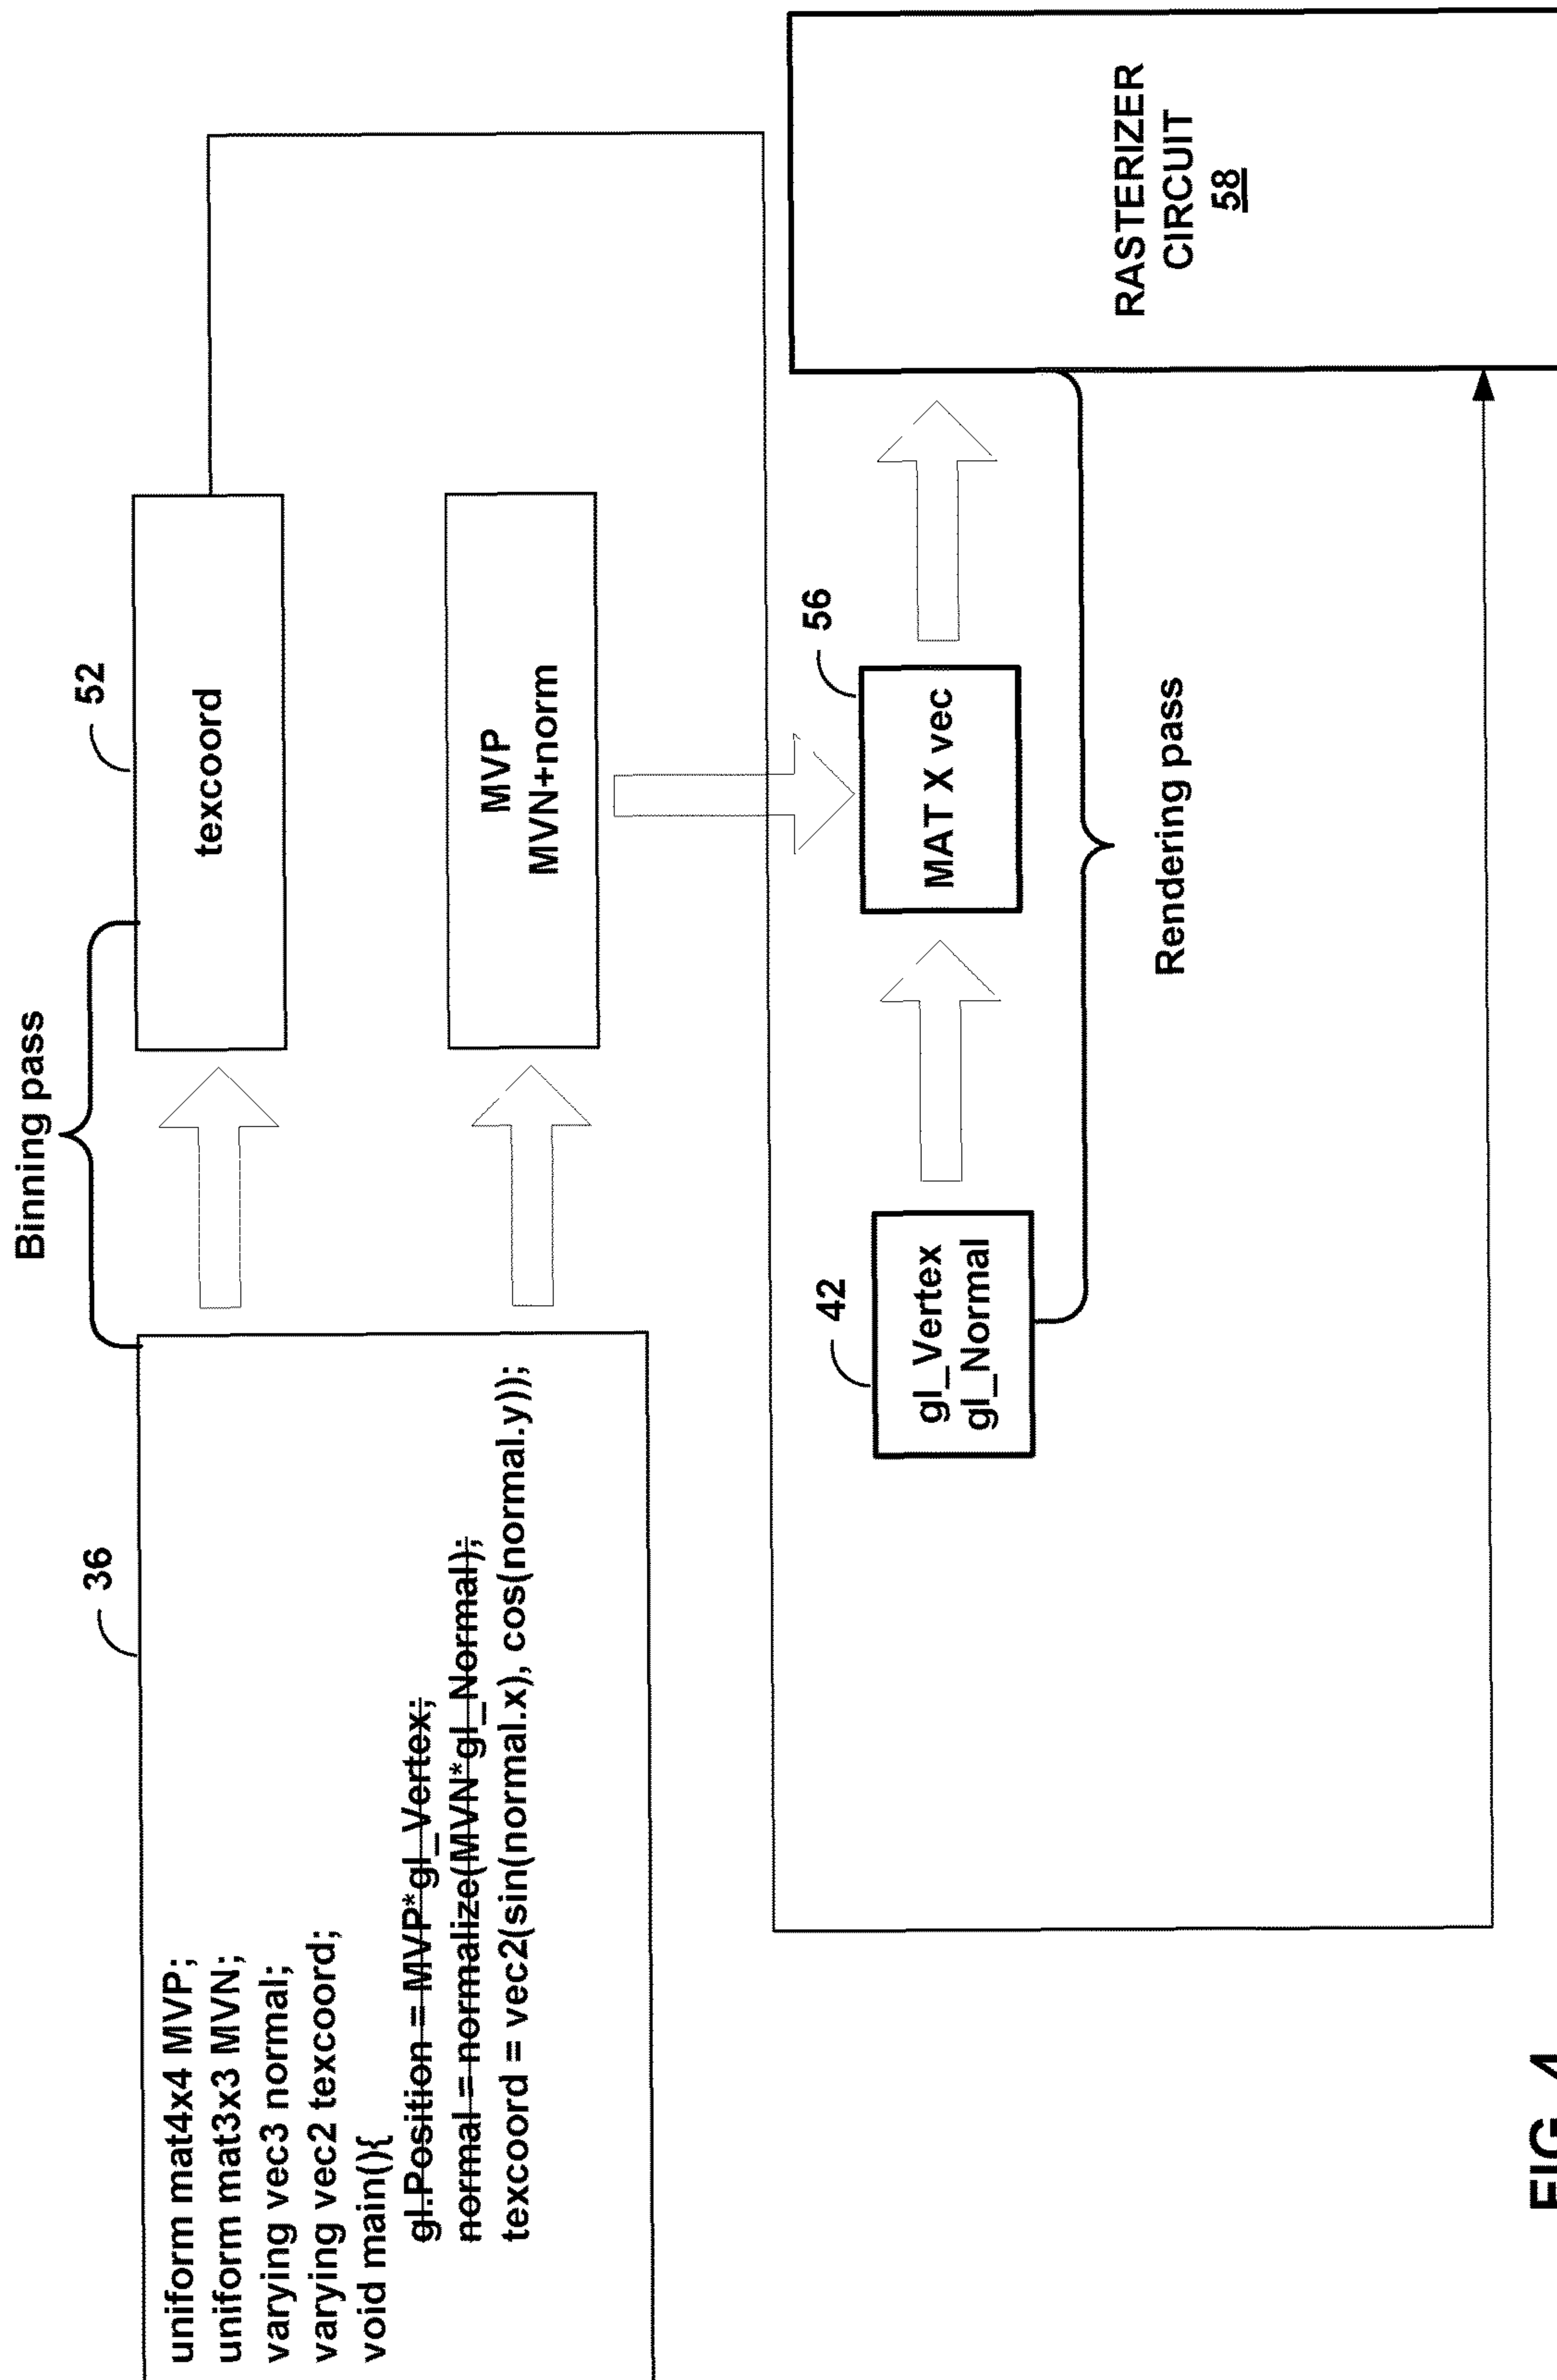 Binning pass
36
uniform mat4x4 MVP;
uniform mat3x3 MVN;
varying vec3 normal;
varying vec2 texcoord;
void main(){
gl.Position = MVP*gl_Vertex;
normal = normalize(MVN*gl_Normal);
texcoord = vec2(sin(normal.x), cos(normal.y));
52
texcoord
MVP
MVN+norm
42
gl_Vertex
gl_Normal
56
MAT X vec
Rendering pass
RASTERIZER
CIRCUIT
58
FIG. 4